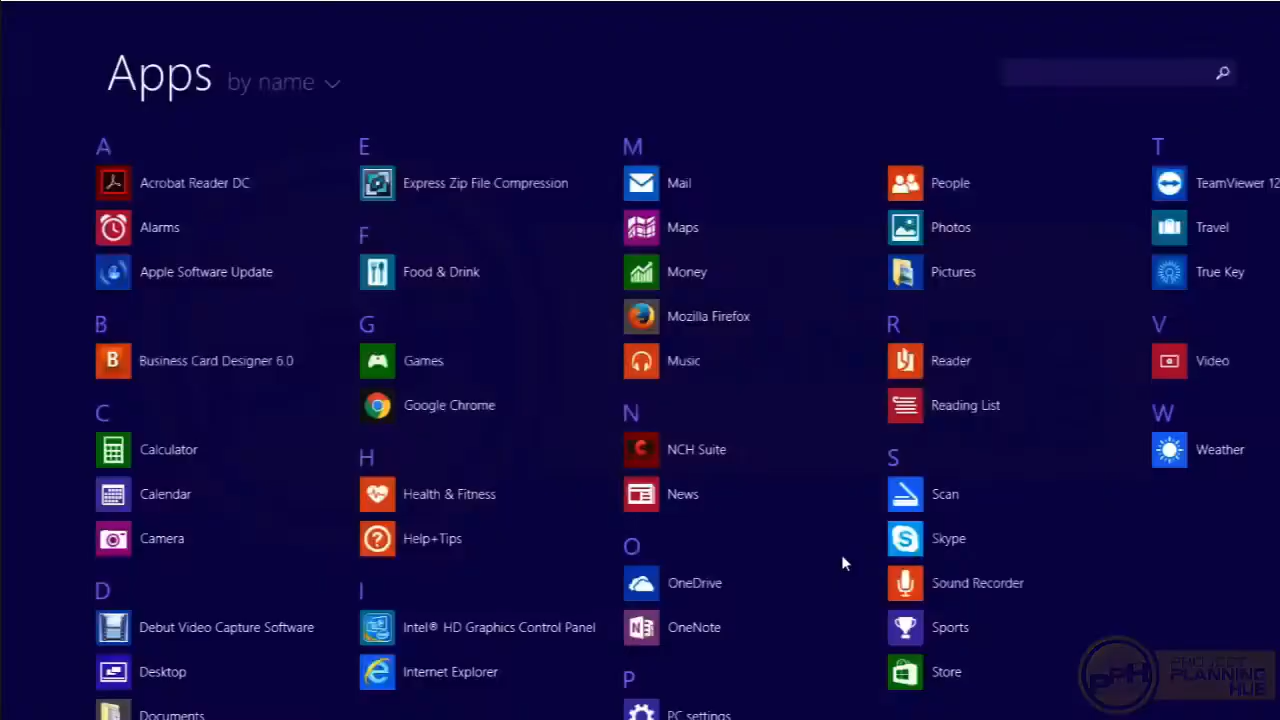 Apps by name
A
Acrobat Reader DC
Alarms
Apple Software Update
B
Business Card Designer 6.0
C
Calculator
Calendar
Camera
D
Debut Video Capture Software
Desktop
Documents
E
Express Zip File Compression
F
Food & Drink
G
Games
Google Chrome
H
Health & Fitness
Help+Tips
I
Intel® HD Graphics Control Panel
Internet Explorer
M
Mail
Maps
Money
Mozilla Firefox
Music
N
NCH Suite
News
O
OneDrive
OneNote
P
PC settings
People
Photos
Pictures
R
Reader
Reading List
S
Scan
Skype
Sound Recorder
Sports
Store
T
TeamViewer 12
Travel
True Key
V
Video
W
Weather
PPH
PROJECT
PLANNING
HUB